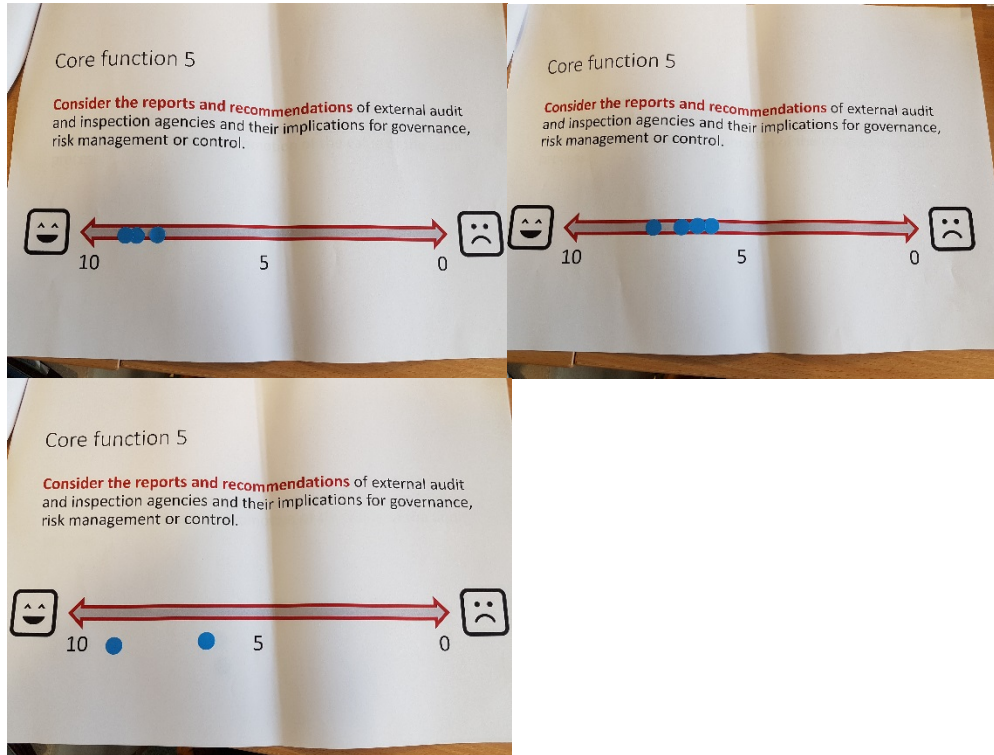 Core function 5
Consider the reports and recommendations of external audit
and inspection agencies and their implications for governance,
risk management or control.
10 5 0
Core function 5
Consider the reports and recommendations of external audit
and inspection agencies and their implications for governance,
risk management or control.
10 5 0
Core function 5
Consider the reports and recommendations of external audit
and inspection agencies and their implications for governance,
risk management or control.
10 5 0